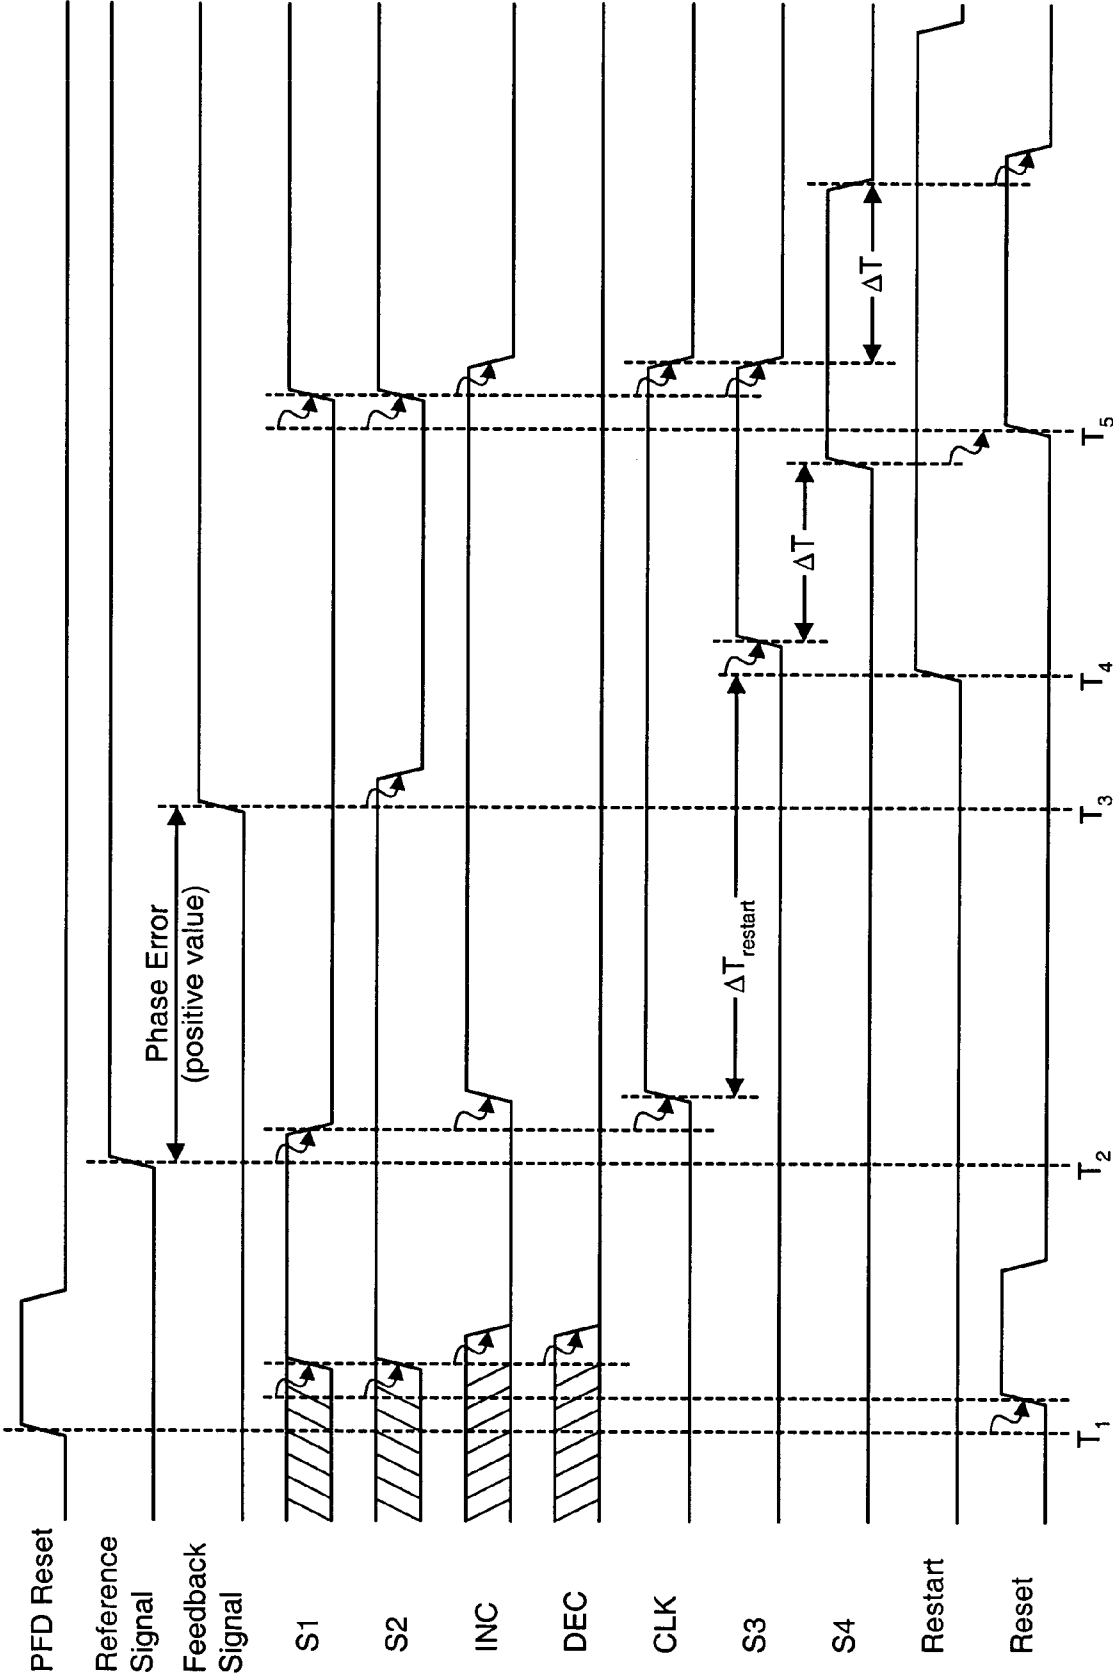 PFD Reset
Reference
Signal
Feedback
Signal
S1
S2
INC
DEC
CLK
S3
S4
Restart
Reset
Phase Error
(positive value)
ΔTrestart
ΔT
ΔT
T1
T2
T3
T4
T5